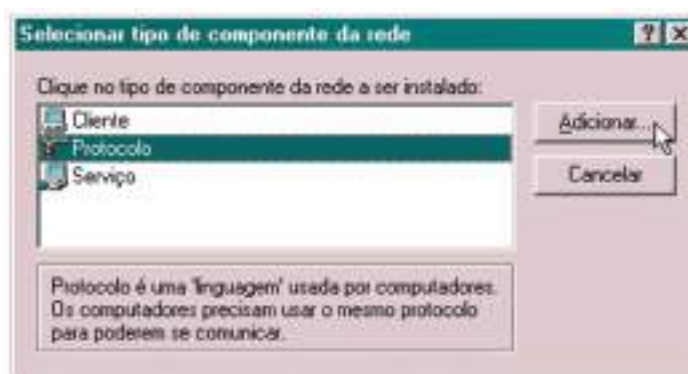 Selecionar tipo de componente da rede
Clique no tipo de componente da rede a ser instalado:
Cliente
Protocolo
Serviço
Adicionar...
Cancelar
Protocolo é uma 'linguagem' usada por computadores.
Os computadores precisam usar o mesmo protocolo
para poderem se comunicar.